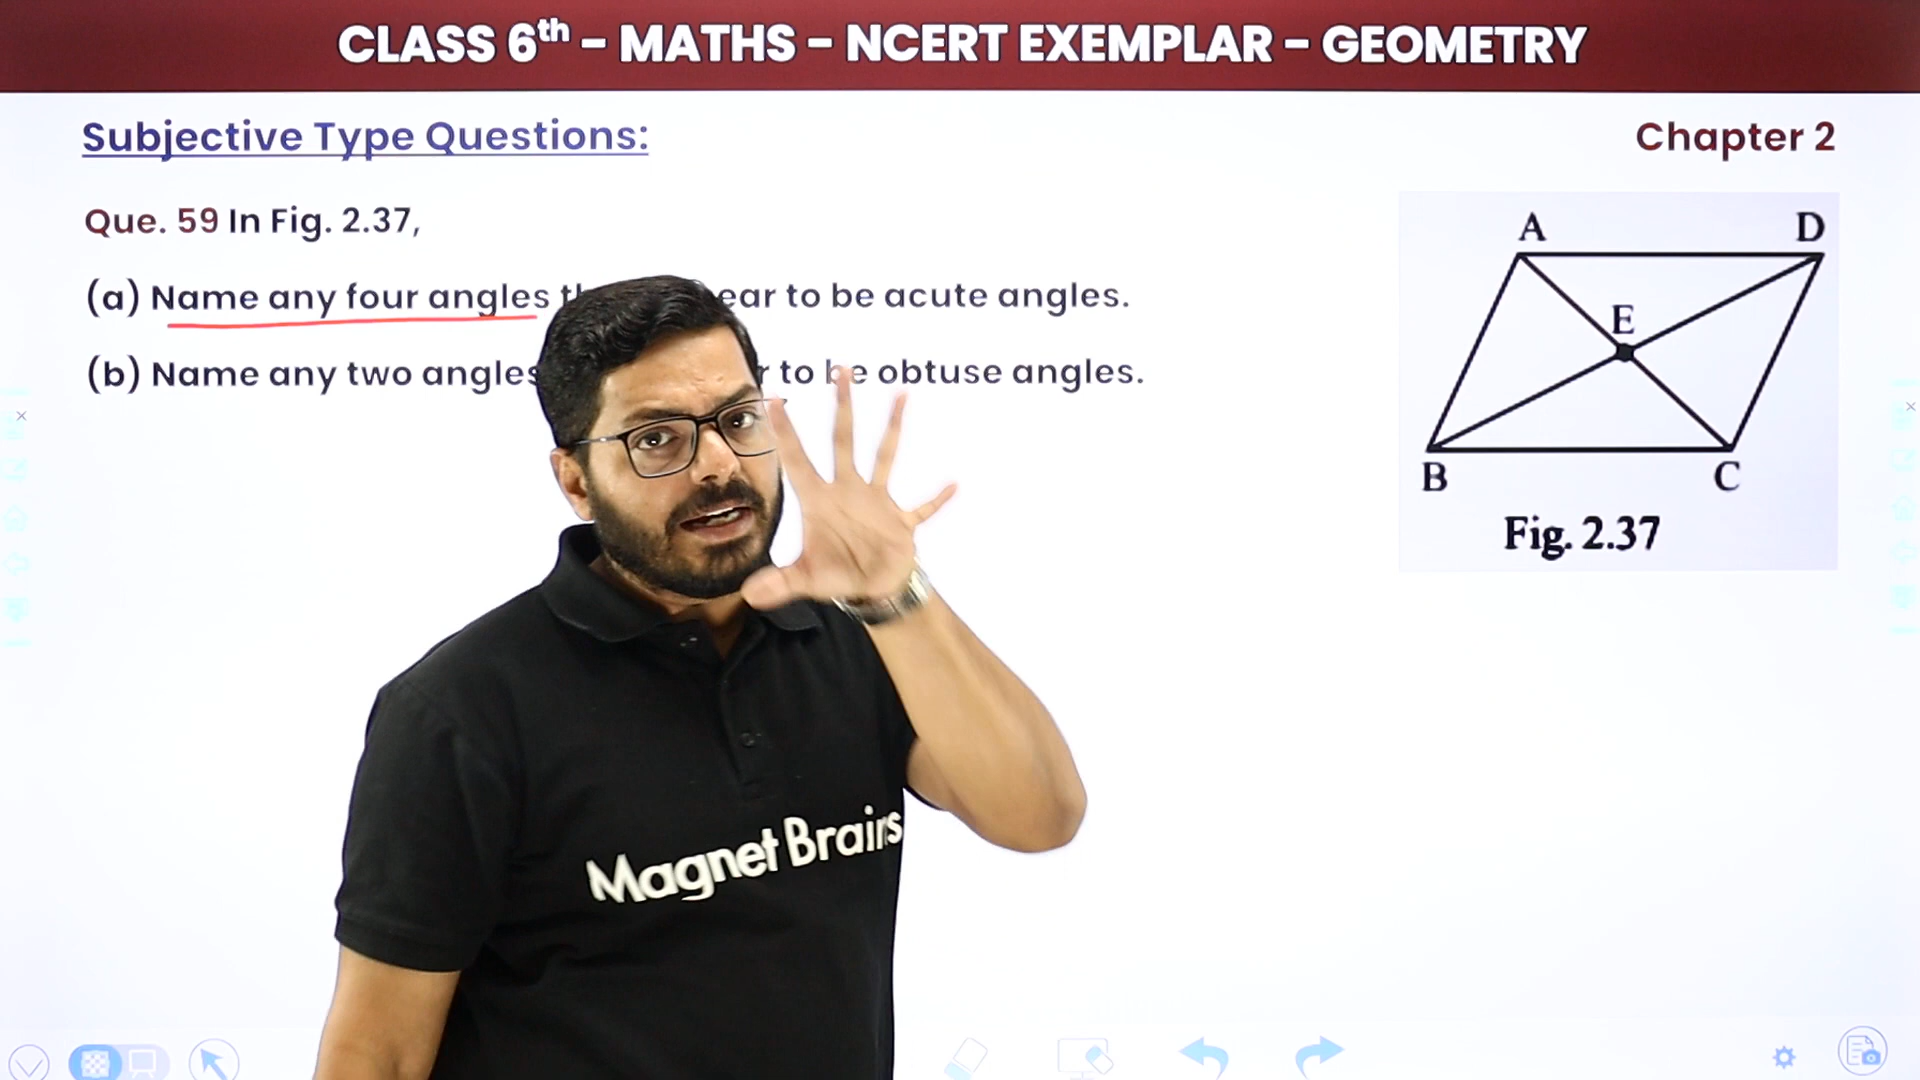 CLASS 6th - MATHS - NCERT EXEMPLAR - GEOMETRY
Subjective Type Questions:
Chapter 2
Que. 59 In Fig. 2.37,
(a) Name any four angles to be acute angles.
(b) Name any two angles to be obtuse angles.
A D
E
B C
Fig. 2.37
Magnet Brains